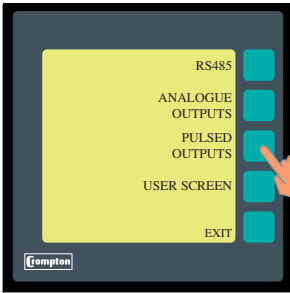 RS485
ANALOGUE
OUTPUTS
PULSED
OUTPUTS
USER SCREEN
EXIT
Crompton